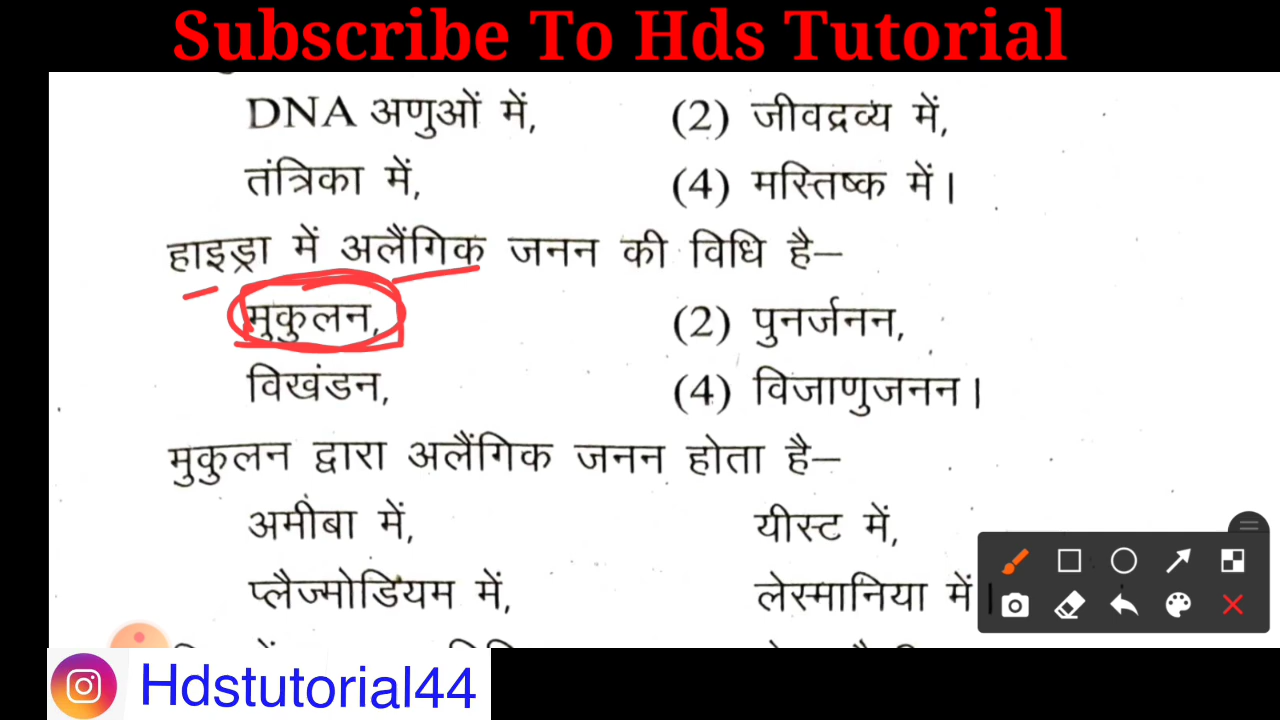 Subscribe To Hds Tutorial
DNA अणुओं में, (2) जीवद्रव्य में,
तंत्रिका में, (4) मस्तिष्क में।
हाइड्रा में अलैंगिक जनन की विधि है–
मुकुलन, (2) पुनर्जनन,
विखंडन, (4) विजाणुजनन।
मुकुलन द्वारा अलैंगिक जनन होता है–
अमीबा में, यीस्ट में,
प्लैज्मोडियम में, लेस्मानिया में
Hdstutorial44